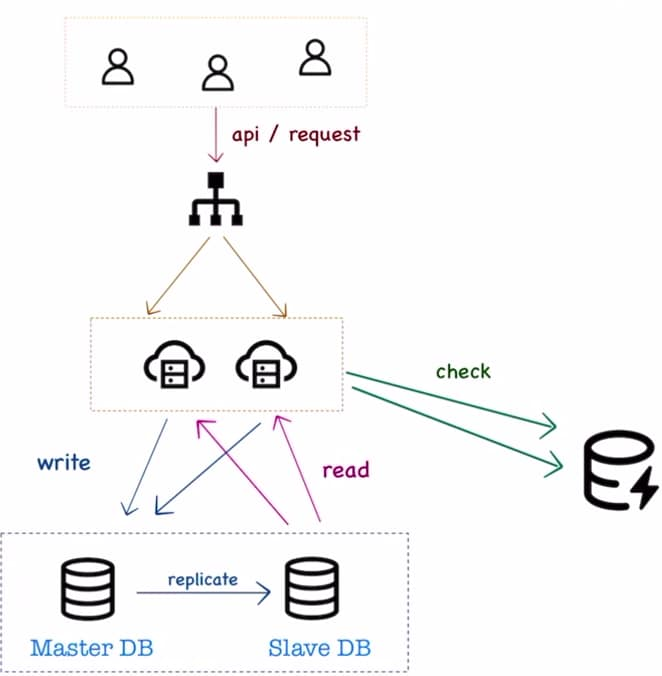 api / request
check
write
read
replicate
Master DB
Slave DB